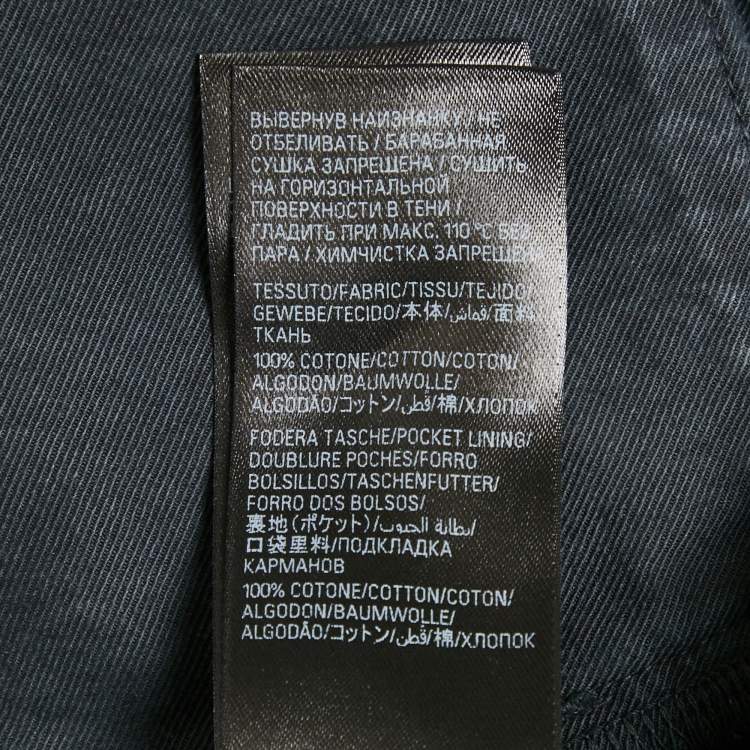 ВЫВЕРНУВ НАИЗНАНКУ / НЕ
ОТБЕЛИВАТЬ / БАРАБАННАЯ
СУШКА ЗАПРЕЩЕНА / СУШИТЬ
НА ГОРИЗОНТАЛЬНОЙ
ПОВЕРХНОСТИ В ТЕНИ /
ГЛАДИТЬ ПРИ МАКС. 110 °C БЕЗ
ПАРА / ХИМЧИСТКА ЗАПРЕЩЕНА
TESSUTO/FABRIC/TISSU/TEJIDO/
GEWEBE/TECIDO/本体/قماش/面料/
ТКАНЬ
100% COTONE/COTTON/COTON/
ALGODON/BAUMWOLLE/
ALGODÃO/コットン/قطن/棉/ХЛОПОК
FODERA TASCHE/POCKET LINING/
DOUBLURE POCHES/FORRO
BOLSILLOS/TASCHENFUTTER/
FORRO DOS BOLSOS/
裏地(ポケット)/بطانة الجيوب/
口袋里料/ПОДКЛАДКА
КАРМАНОВ
100% COTONE/COTTON/COTON/
ALGODON/BAUMWOLLE/
ALGODÃO/コットン/قطن/棉/ХЛОПОК